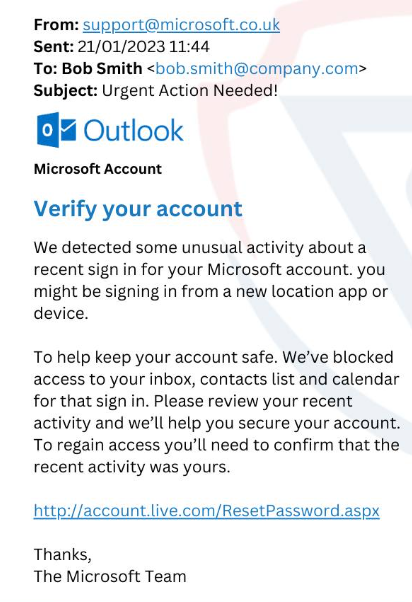 From: support@microsoft.co.uk
Sent: 21/01/2023 11:44
To: Bob Smith <bob.smith@company.com>
Subject: Urgent Action Needed!
Outlook
Microsoft Account
Verify your account
We detected some unusual activity about a
recent sign in for your Microsoft account. you
might be signing in from a new location app or
device.
To help keep your account safe. We've blocked
access to your inbox, contacts list and calendar
for that sign in. Please review your recent
activity and we'll help you secure your account.
To regain access you'll need to confirm that the
recent activity was yours.
http://account.live.com/ResetPassword.aspx
Thanks,
The Microsoft Team